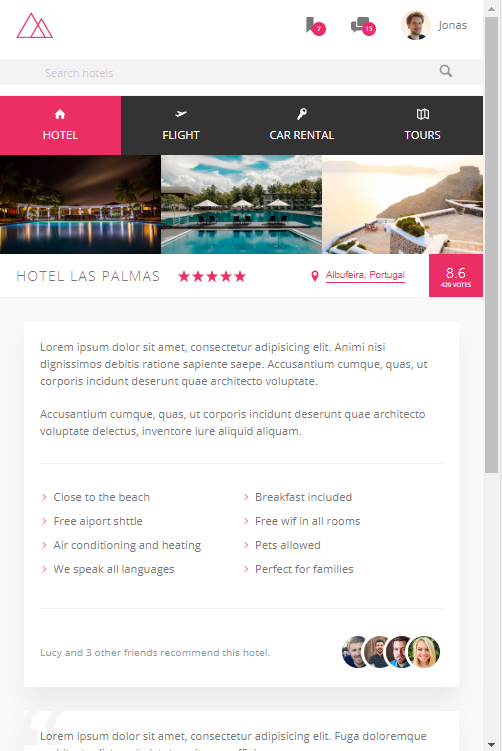 7
13
Jonas
Search hotels
HOTEL
FLIGHT
CAR RENTAL
TOURS
HOTEL LAS PALMAS
Albufeira, Portugal
8.6
429 VOTES
Lorem ipsum dolor sit amet, consectetur adipisicing elit. Animi nisi
dignissimos debitis ratione sapiente saepe. Accusantium cumque, quas, ut
corporis incidunt deserunt quae architecto voluptate.
Accusantium cumque, quas, ut corporis incidunt deserunt quae architecto
voluptate delectus, inventore iure aliquid aliquam.
Close to the beach
Breakfast included
Free aiport shttle
Free wif in all rooms
Air conditioning and heating
Pets allowed
We speak all languages
Perfect for families
Lucy and 3 other friends recommend this hotel.
Lorem ipsum dolor sit amet, consectetur adipisicing elit. Fuga doloremque